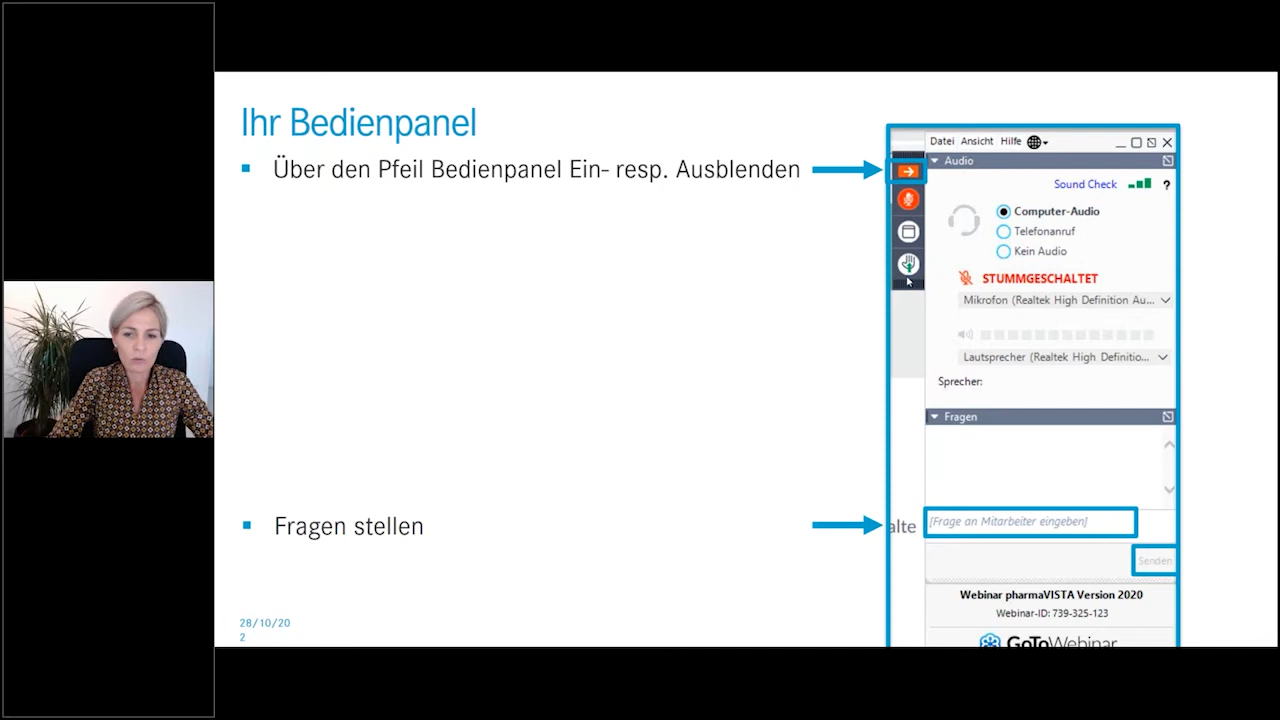 Ihr Bedienpanel
Über den Pfeil Bedienpanel Ein- resp. Ausblenden
Fragen stellen
28/10/20
2
Datei Ansicht Hilfe
Audio
Sound Check ?
Computer-Audio
Telefonanruf
Kein Audio
STUMMGESCHALTET
Mikrofon (Realtek High Definition Au...
Lautsprecher (Realtek High Definitio...
Sprecher:
Fragen
alte
[Frage an Mitarbeiter eingeben]
Senden
Webinar pharmaVISTA Version 2020
Webinar-ID: 739-325-123
GoToWebinar